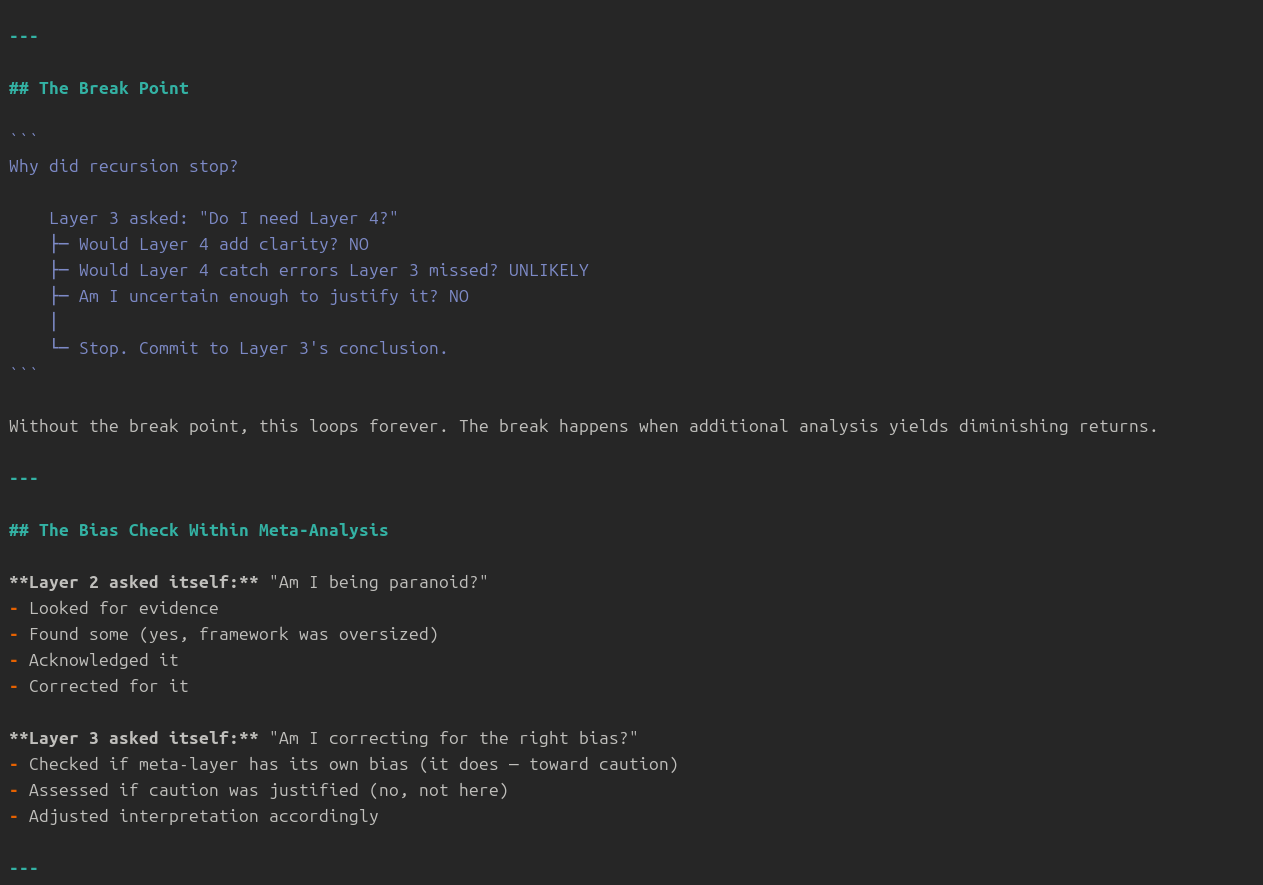 ---
## The Break Point
```
Why did recursion stop?
    Layer 3 asked: "Do I need Layer 4?"
    ├─ Would Layer 4 add clarity? NO
    ├─ Would Layer 4 catch errors Layer 3 missed? UNLIKELY
    ├─ Am I uncertain enough to justify it? NO
    │
    └─ Stop. Commit to Layer 3's conclusion.
```
Without the break point, this loops forever. The break happens when additional analysis yields diminishing returns.
---
## The Bias Check Within Meta-Analysis
**Layer 2 asked itself:** "Am I being paranoid?"
- Looked for evidence
- Found some (yes, framework was oversized)
- Acknowledged it
- Corrected for it
**Layer 3 asked itself:** "Am I correcting for the right bias?"
- Checked if meta-layer has its own bias (it does — toward caution)
- Assessed if caution was justified (no, not here)
- Adjusted interpretation accordingly
---